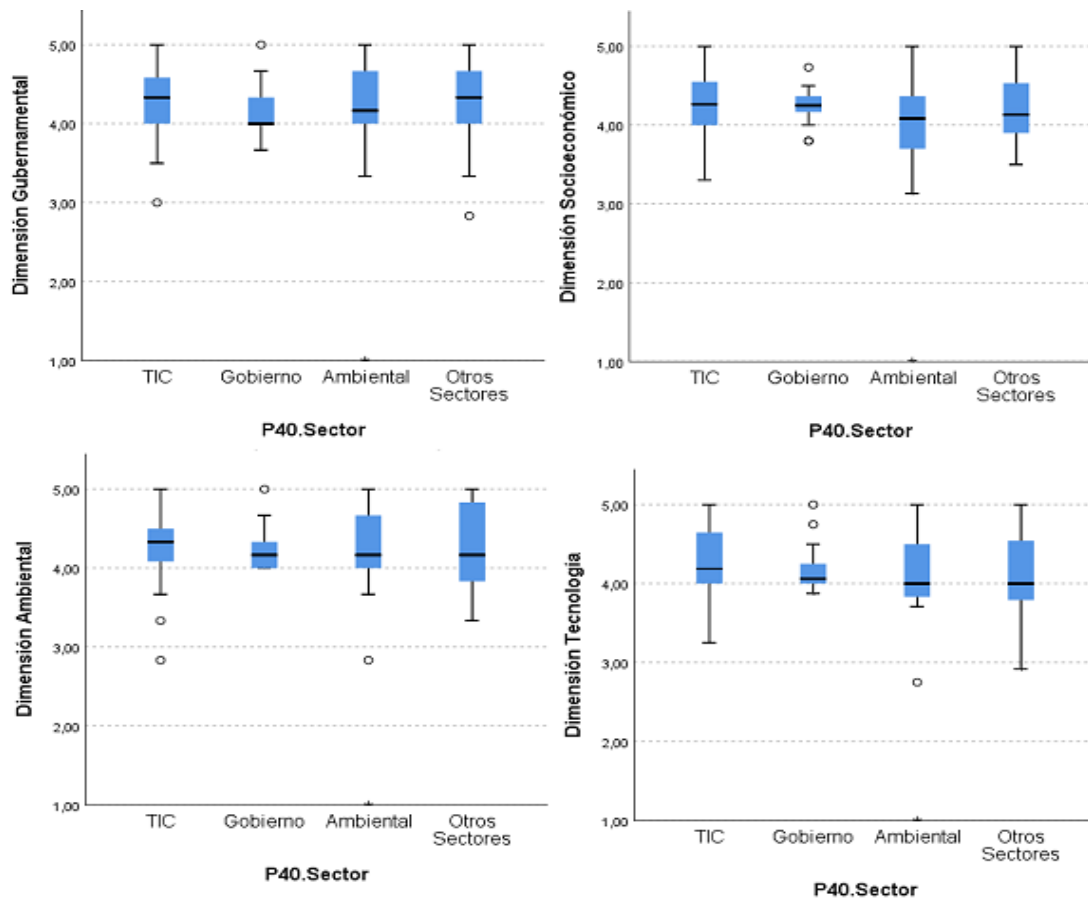 Dimensión Gubernamental
5,00
4,00
3,00
2,00
1,00
TIC Gobierno Ambiental Otros Sectores
P40.Sector
Dimensión Socioeconómico
5,00
4,00
3,00
2,00
1,00
TIC Gobierno Ambiental Otros Sectores
P40.Sector
Dimensión Ambiental
5,00
4,00
3,00
2,00
1,00
TIC Gobierno Ambiental Otros Sectores
P40.Sector
Dimensión Tecnología
5,00
4,00
3,00
2,00
1,00
TIC Gobierno Ambiental Otros Sectores
P40.Sector